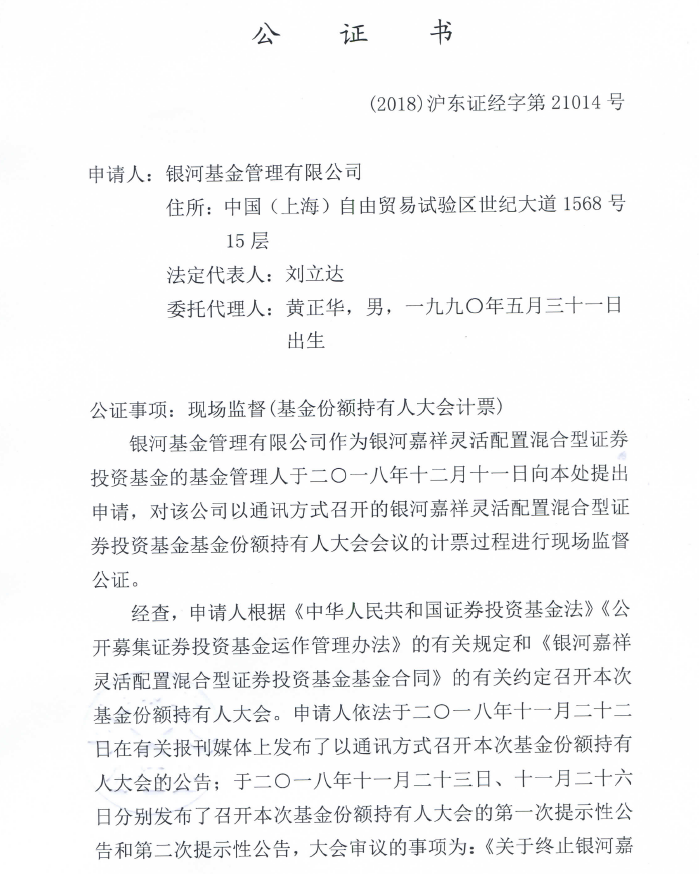 公 证 书
(2018)沪东证经字第 21014 号
申请人：银河基金管理有限公司
住所：中国（上海）自由贸易试验区世纪大道 1568 号
15 层
法定代表人：刘立达
委托代理人：黄正华，男，一九九〇年五月三十一日
出生
公证事项：现场监督(基金份额持有人大会计票)
银河基金管理有限公司作为银河嘉祥灵活配置混合型证券
投资基金的基金管理人于二〇一八年十二月十一日向本处提出
申请，对该公司以通讯方式召开的银河嘉祥灵活配置混合型证
券投资基金基金份额持有人大会会议的计票过程进行现场监督
公证。
经查，申请人根据《中华人民共和国证券投资基金法》《公
开募集证券投资基金运作管理办法》的有关规定和《银河嘉祥
灵活配置混合型证券投资基金基金合同》的有关约定召开本次
基金份额持有人大会。申请人依法于二〇一八年十一月二十二
日在有关报刊媒体上发布了以通讯方式召开本次基金份额持有
人大会的公告；于二〇一八年十一月二十三日、十一月二十六
日分别发布了召开本次基金份额持有人大会的第一次提示性公
告和第二次提示性公告，大会审议的事项为：《关于终止银河嘉